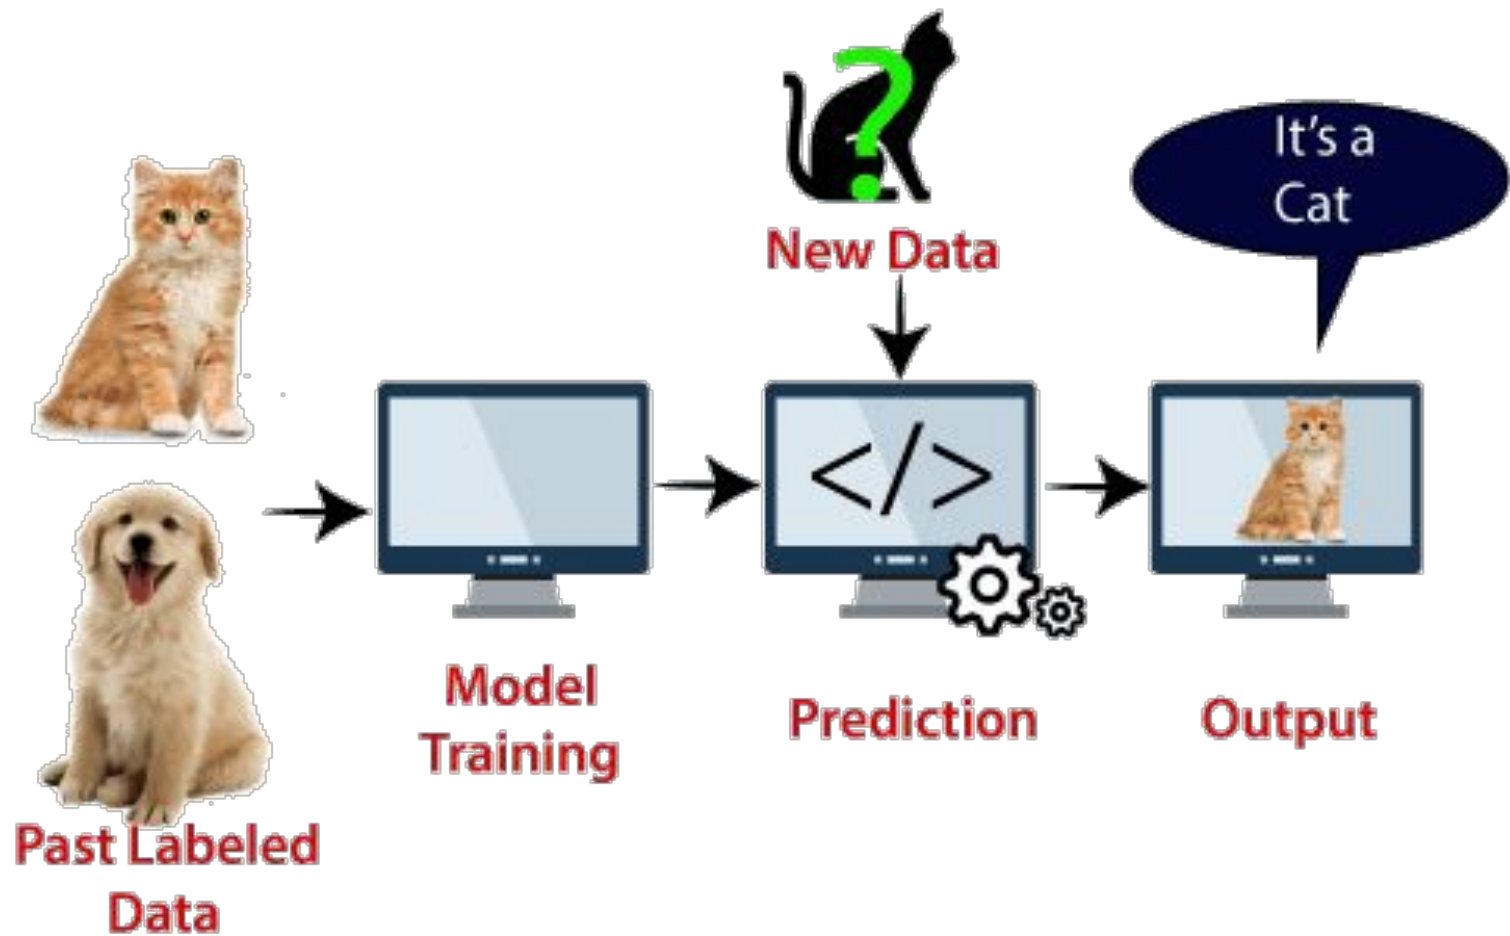 ?
New Data
It's a
Cat
</>
Model
Training
Prediction
Output
Past Labeled
Data